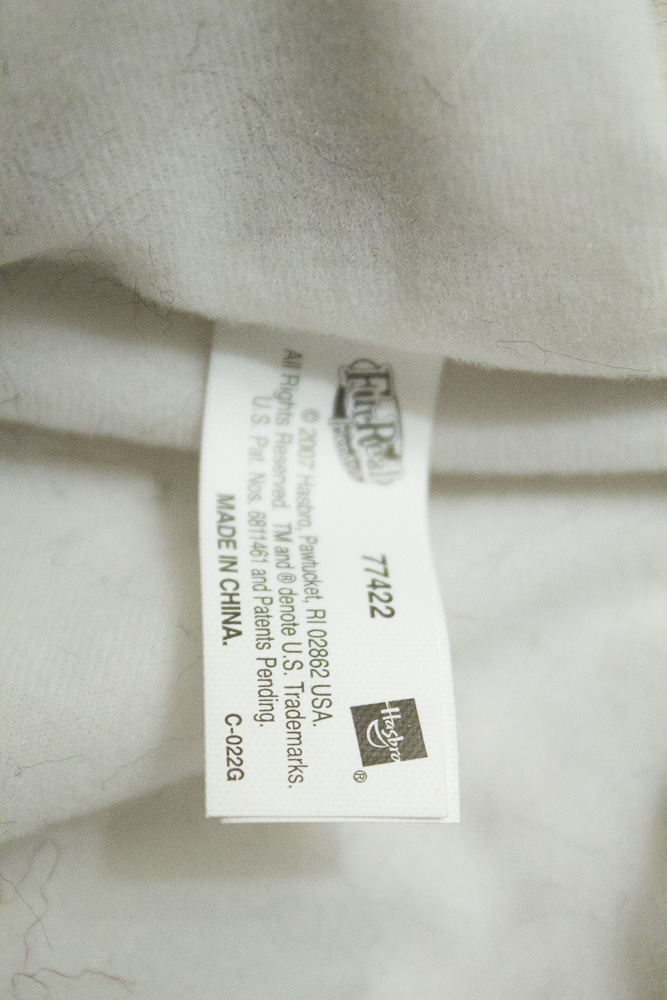 FurReal
77422
Hasbro
®
© 2007 Hasbro, Pawtucket, RI 02862 USA.
All Rights Reserved. TM and ® denote U.S. Trademarks.
U.S. Pat. Nos. 6811461 and Patents Pending.
MADE IN CHINA.
C-022G